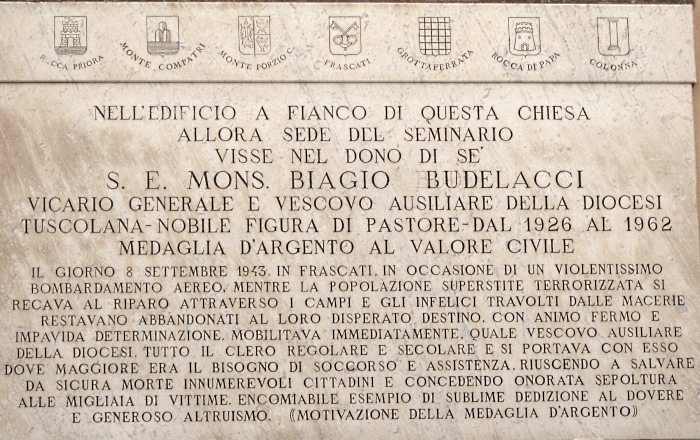 ROCCA PRIORA MONTE COMPATRI MONTE PORZIO C. FRASCATI GROTTAFERRATA ROCCA DI PAPA COLONNA
NELL'EDIFICIO A FIANCO DI QUESTA CHIESA
ALLORA SEDE DEL SEMINARIO
VISSE NEL DONO DI SE'
S. E. MONS. BIAGIO BUDELACCI
VICARIO GENERALE E VESCOVO AUSILIARE DELLA DIOCESI
TUSCOLANA-NOBILE FIGURA DI PASTORE-DAL 1926 AL 1962
MEDAGLIA D'ARGENTO AL VALORE CIVILE
IL GIORNO 8 SETTEMBRE 1943, IN FRASCATI, IN OCCASIONE DI UN VIOLENTISSIMO
BOMBARDAMENTO AEREO, MENTRE LA POPOLAZIONE SUPERSTITE TERRORIZZATA SI
RECAVA AL RIPARO ATTRAVERSO I CAMPI E GLI INFELICI TRAVOLTI DALLE MACERIE
RESTAVANO ABBANDONATI AL LORO DISPERATO DESTINO, CON ANIMO FERMO E
IMPAVIDA DETERMINAZIONE, MOBILITAVA IMMEDIATAMENTE, QUALE VESCOVO AUSILIARE
DELLA DIOCESI, TUTTO IL CLERO REGOLARE E SECOLARE E SI PORTAVA CON ESSO
DOVE MAGGIORE ERA IL BISOGNO DI SOCCORSO E ASSISTENZA, RIUSCENDO A SALVARE
DA SICURA MORTE INNUMEREVOLI CITTADINI E CONCEDENDO ONORATA SEPOLTURA
ALLE MIGLIAIA DI VITTIME. ENCOMIABILE ESEMPIO DI SUBLIME DEDIZIONE AL DOVERE
E GENEROSO ALTRUISMO. ((MOTIVAZIONE DELLA MEDAGLIA D'ARGENTO))